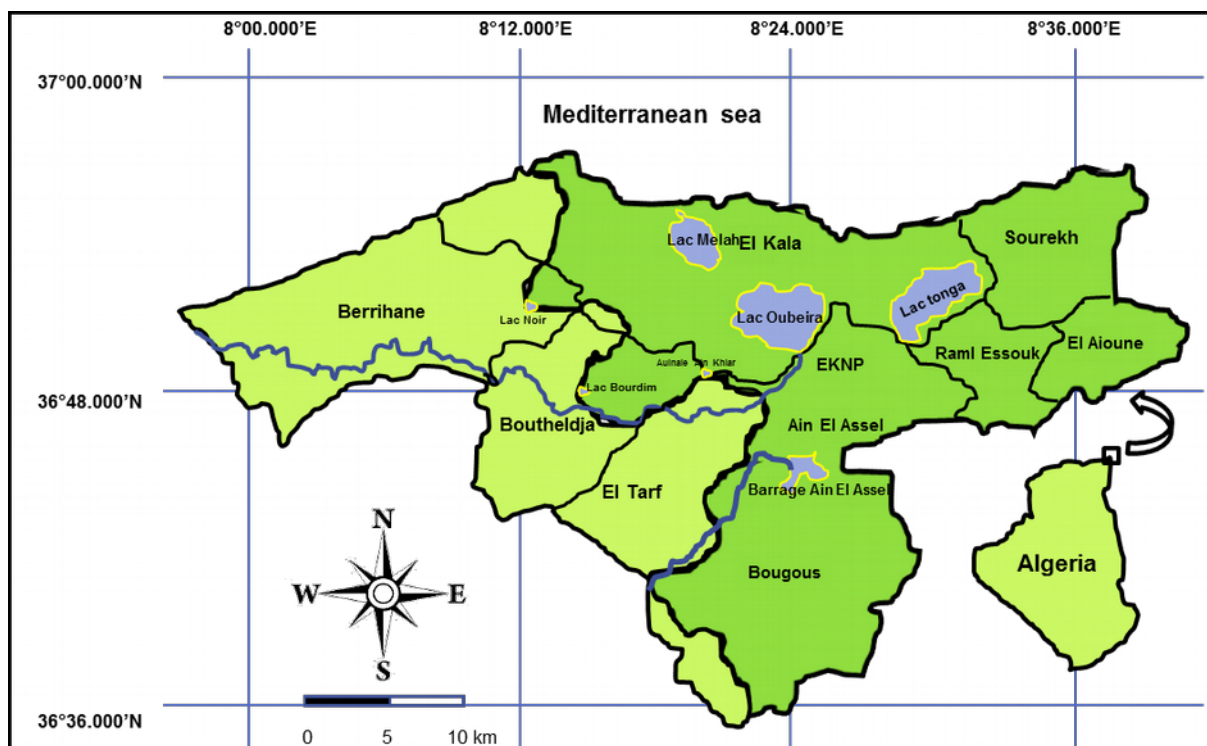 8°00.000'E 8°12.000'E 8°24.000'E 8°36.000'E
37°00.000'N
Mediterranean sea
Sourekh
Lac Melah El Kala
Lac tonga
Berrihane
Lac Noir
Lac Oubeira
El Aioune
Raml Essouk
Aulnaie Ain Khiar
EKNP
Lac Bourdim
36°48.000'N
Boutheldja
Ain El Assel
El Tarf
Barrage Ain El Assel
N
Algeria
Bougous
W E
S
36°36.000'N
0 5 10 km